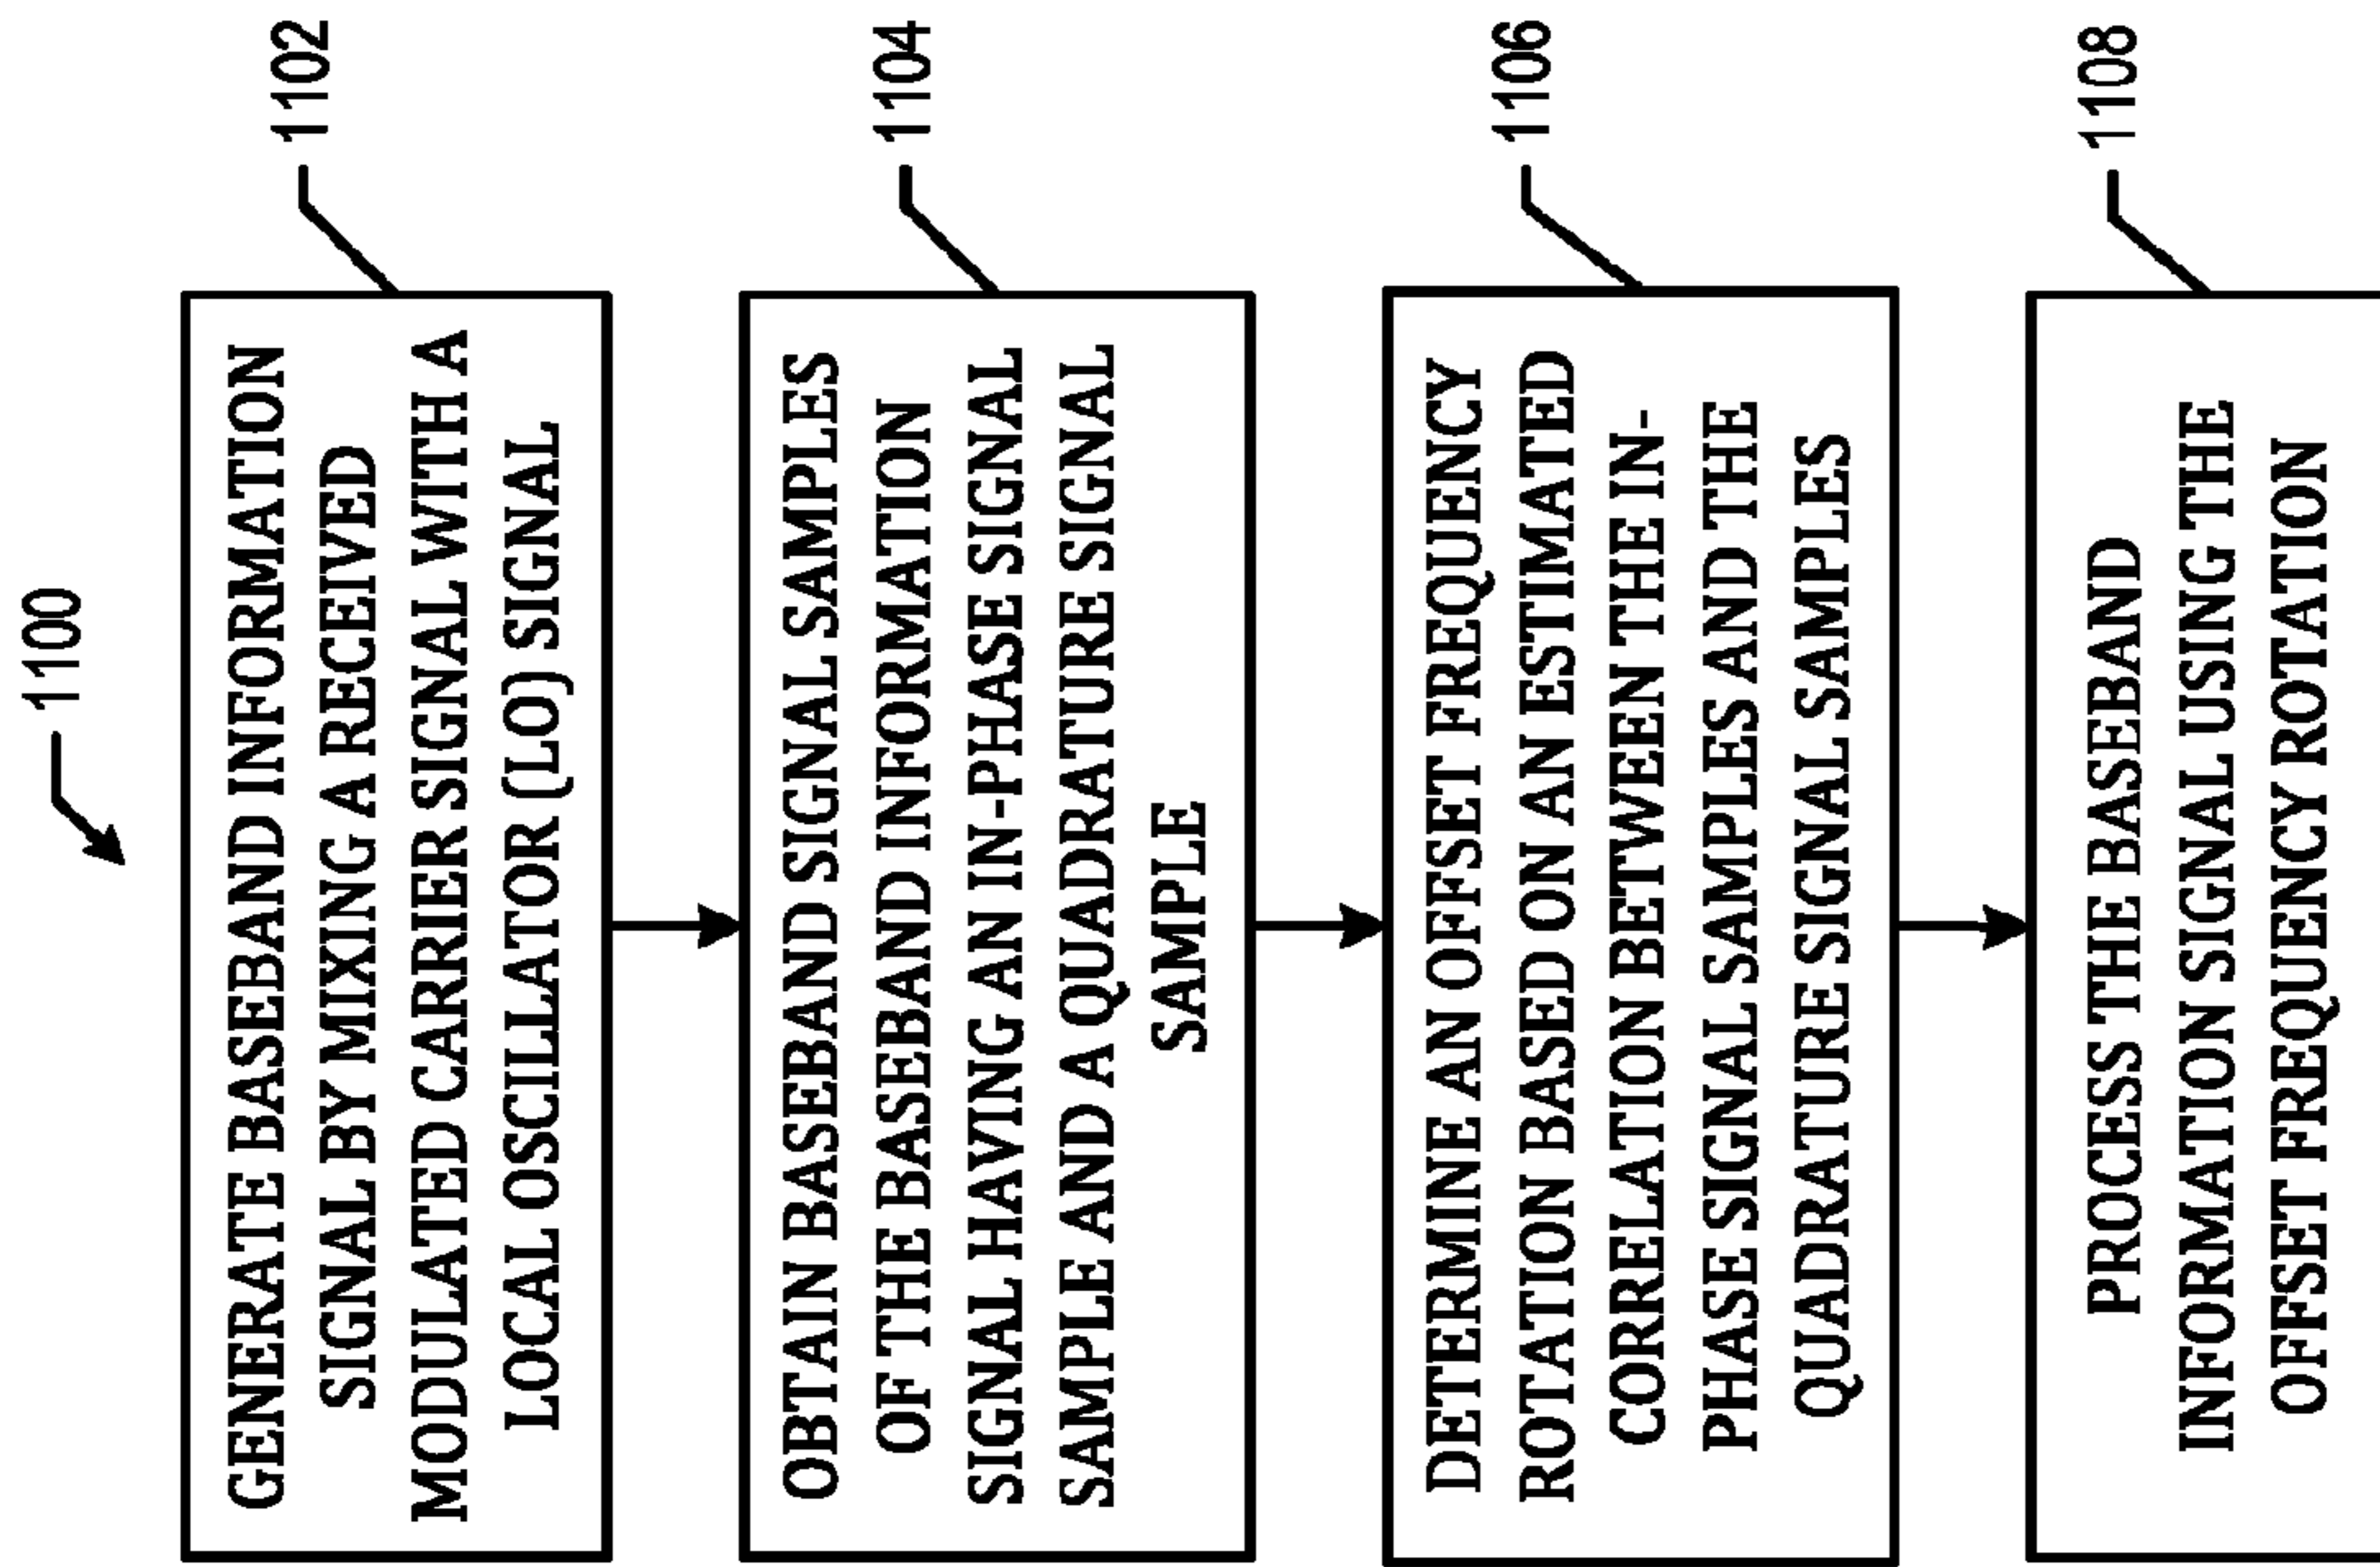 1100
1102
GENERATE BASEBAND INFORMATION
SIGNAL BY MIXING A RECEIVED
MODULATED CARRIER SIGNAL WITH A
LOCAL OSCILLATOR (LO) SIGNAL
1104
OBTAIN BASEBAND SIGNAL SAMPLES
OF THE BASEBAND INFORMATION
SIGNAL HAVING AN IN-PHASE SIGNAL
SAMPLE AND A QUADRATURE SIGNAL
SAMPLE
1106
DETERMINE AN OFFSET FREQUENCY
ROTATION BASED ON AN ESTIMATED
CORRELATION BETWEEN THE IN-
PHASE SIGNAL SAMPLES AND THE
QUADRATURE SIGNAL SAMPLES
1108
PROCESS THE BASEBAND
INFORMATION SIGNAL USING THE
OFFSET FREQUENCY ROTATION